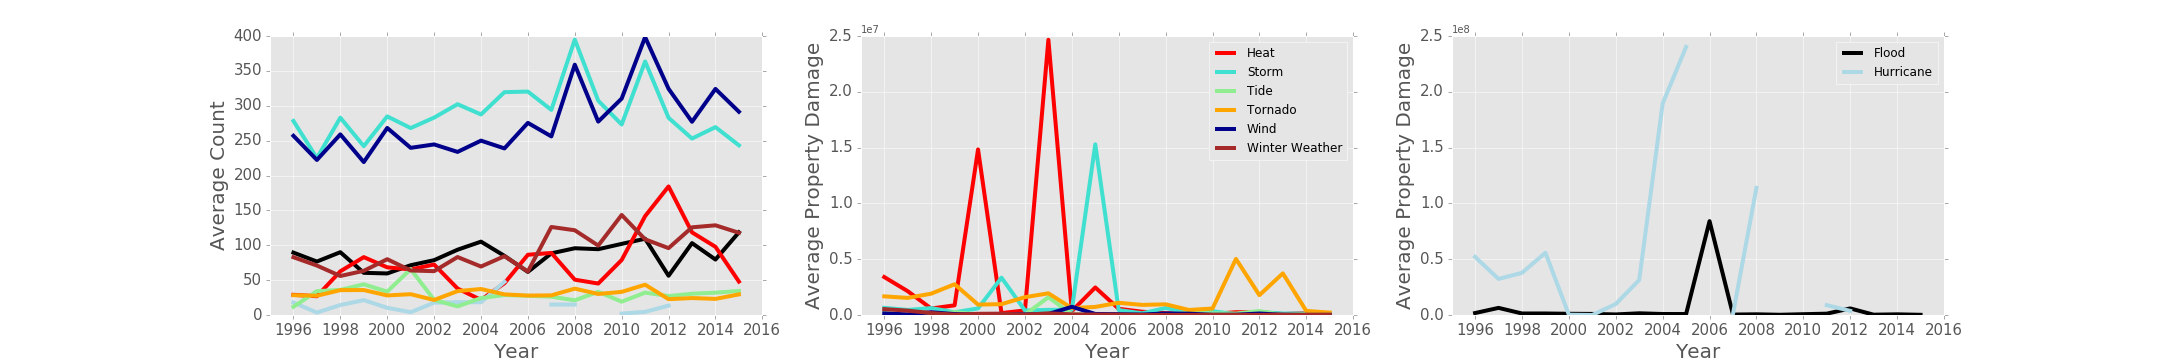 400
350
300
250
200
150
100
50
0
Average Count
1996 1998 2000 2002 2004 2006 2008 2010 2012 2014 2016
Year
1e7
2.5
2.0
1.5
1.0
0.5
0.0
Average Property Damage
Heat
Storm
Tide
Tornado
Wind
Winter Weather
1996 1998 2000 2002 2004 2006 2008 2010 2012 2014 2016
Year
1e8
2.5
2.0
1.5
1.0
0.5
0.0
Average Property Damage
Flood
Hurricane
1996 1998 2000 2002 2004 2006 2008 2010 2012 2014 2016
Year